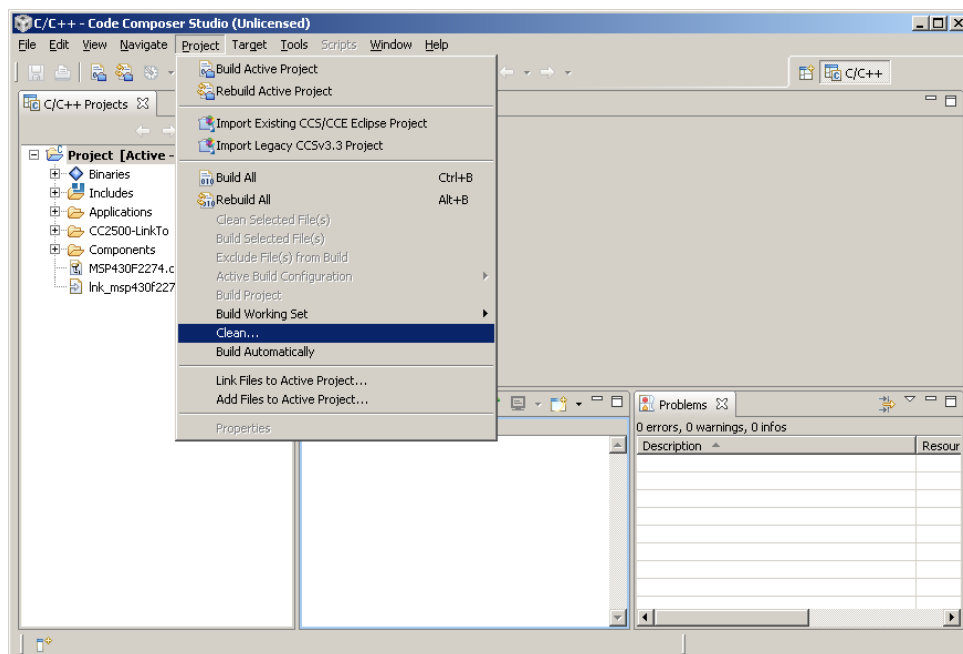 C/C++ - Code Composer Studio (Unlicensed)
File Edit View Navigate Project Target Tools Scripts Window Help
C/C++
C/C++ Projects
Project [Active -
Binaries
Includes
Applications
CC2500-LinkTo
Components
MSP430F2274.c
lnk_msp430f227
Build Active Project
Rebuild Active Project
Import Existing CCS/CCE Eclipse Project
Import Legacy CCSv3.3 Project
Build All Ctrl+B
Rebuild All Alt+B
Clean Selected File(s)
Build Selected File(s)
Exclude File(s) from Build
Active Build Configuration
Build Project
Build Working Set
Clean...
Build Automatically
Link Files to Active Project...
Add Files to Active Project...
Properties
Problems
0 errors, 0 warnings, 0 infos
Description Resour